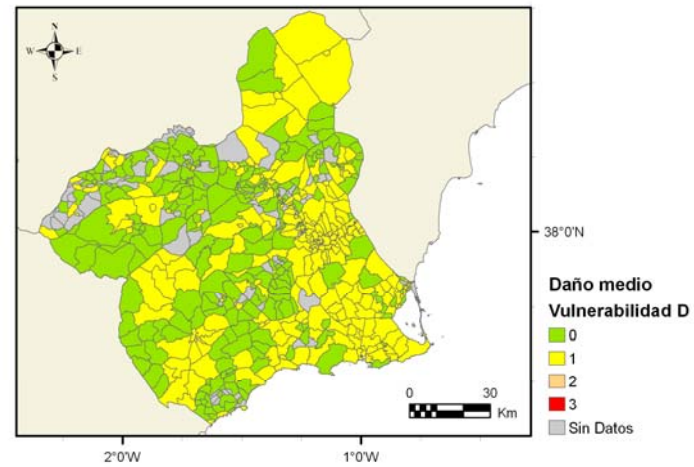 N
W E
S
38°0'N
Daño medio
Vulnerabilidad D
0
1
2
3
Sin Datos
0 30
Km
2°0'W 1°0'W